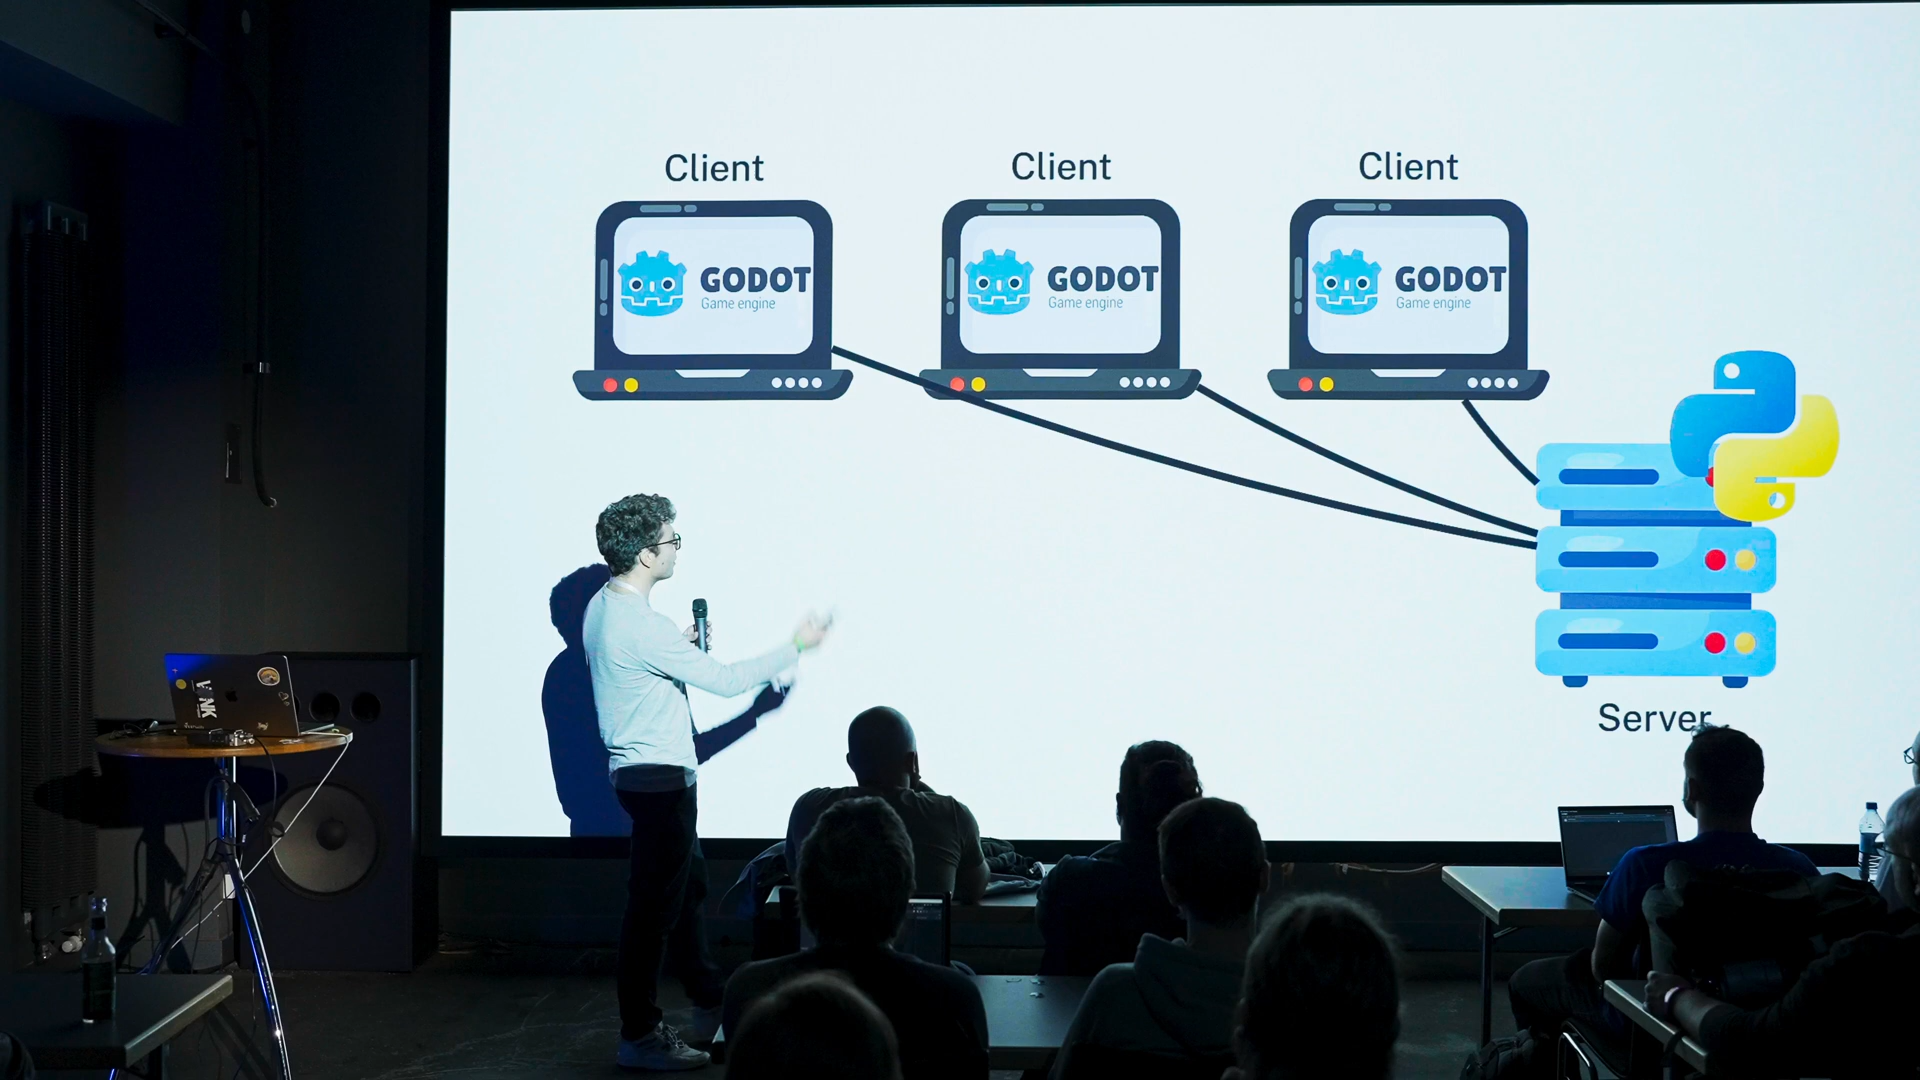 Client
Client
Client
GODOT
Game engine
GODOT
Game engine
GODOT
Game engine
Server